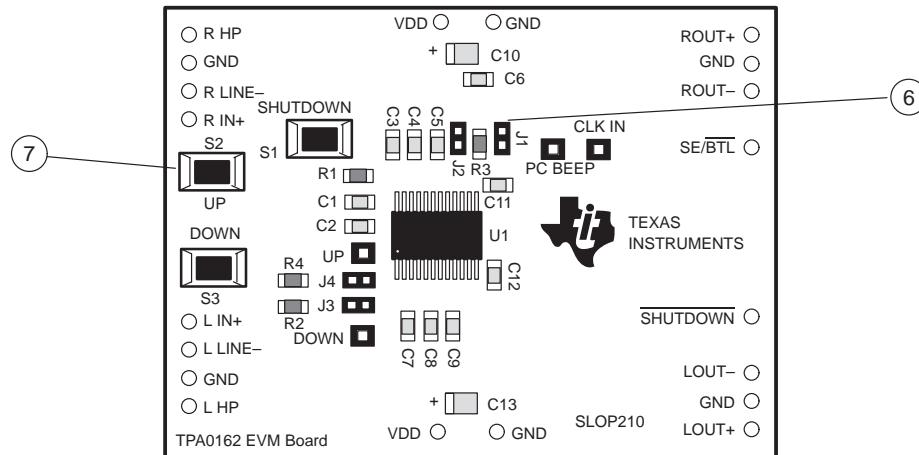 VDD
GND
R HP
GND
R LINE–
R IN+
+
C10
C6
ROUT+
GND
ROUT–
SE/BTL
6
7
SHUTDOWN
S1
S2
UP
C3
C4
C5
J2
R3
J1
CLK IN
PC BEEP
R1
C1
C2
C11
U1
TEXAS
INSTRUMENTS
DOWN
S3
UP
R4
J4
J3
R2
DOWN
C12
C7
C8
C9
SHUTDOWN
L IN+
L LINE–
GND
L HP
LOUT–
GND
LOUT+
+
C13
SLOP210
TPA0162 EVM Board
VDD
GND